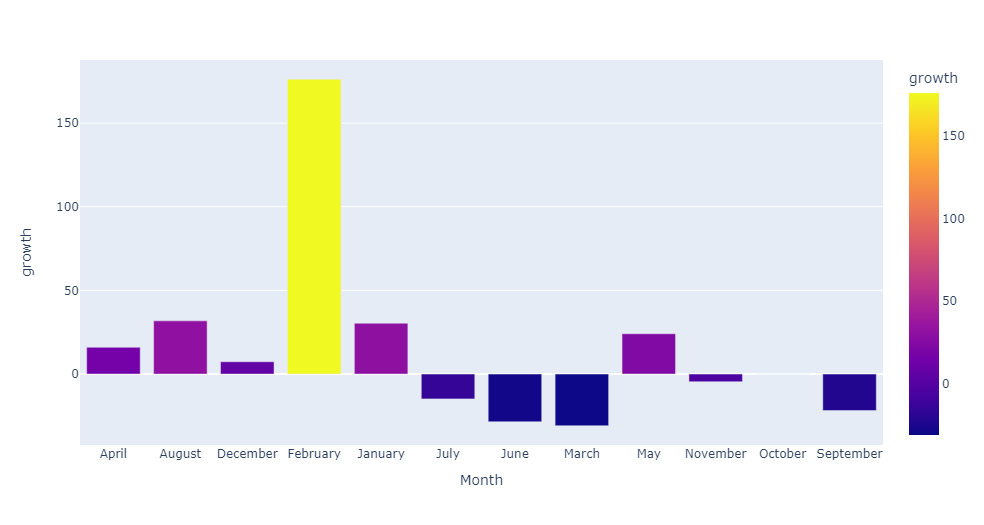 growth
150
100
50
0
growth
150
100
50
0
April August December February January July June March May November October September
Month